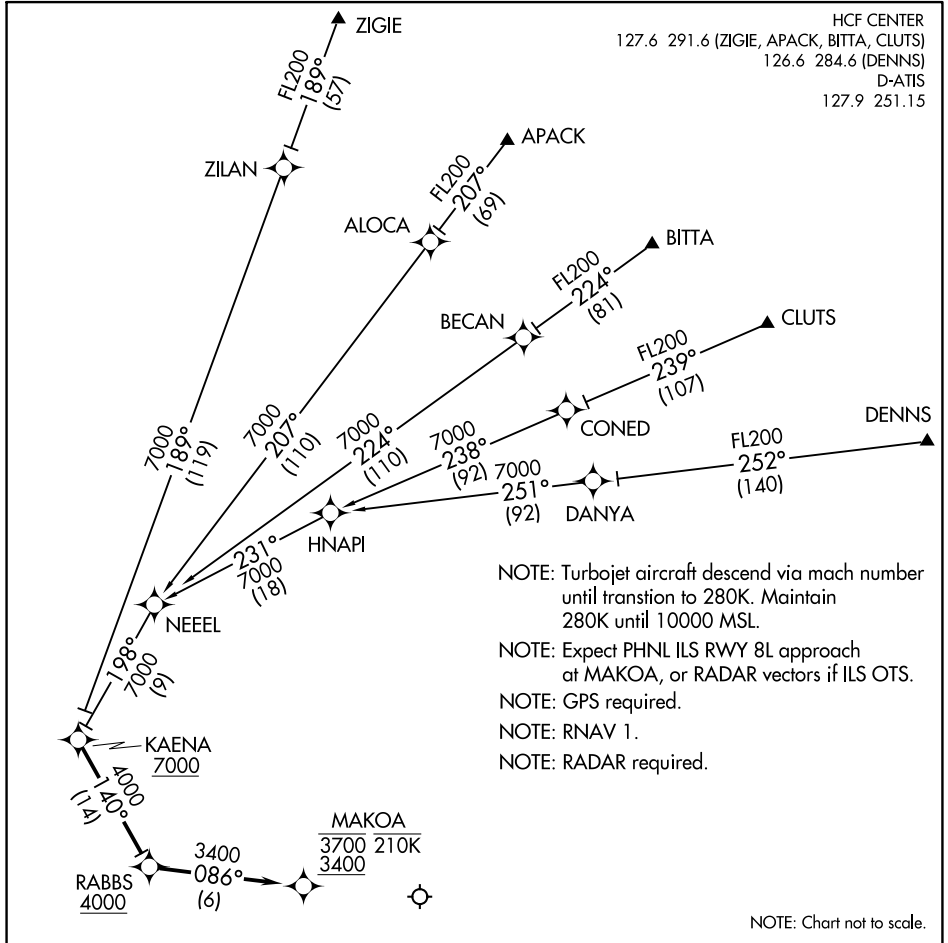 HCF CENTER
127.6 291.6 (ZIGIE, APACK, BITTA, CLUTS)
126.6 284.6 (DENNS)
D-ATIS
127.9 251.15
ZIGIE
FL200
189°
(57)
ZILAN
APACK
FL200
207°
(69)
ALOCA
BITTA
FL200
224°
(81)
BECAN
CLUTS
FL200
239°
(107)
CONED
DENNS
FL200
252°
(140)
DANYA
7000
189°
(119)
7000
207°
(110)
7000
224°
(110)
7000
238°
(92)
7000
251°
(92)
HNAPI
231°
7000
(18)
NEEEL
198°
7000
(9)
KAENA
7000
4000
140°
(14)
RABBS
4000
3400
086°
(6)
MAKOA
3700 210K
3400
NOTE: Turbojet aircraft descend via mach number
until transtion to 280K. Maintain
280K until 10000 MSL.
NOTE: Expect PHNL ILS RWY 8L approach
at MAKOA, or RADAR vectors if ILS OTS.
NOTE: GPS required.
NOTE: RNAV 1.
NOTE: RADAR required.
NOTE: Chart not to scale.